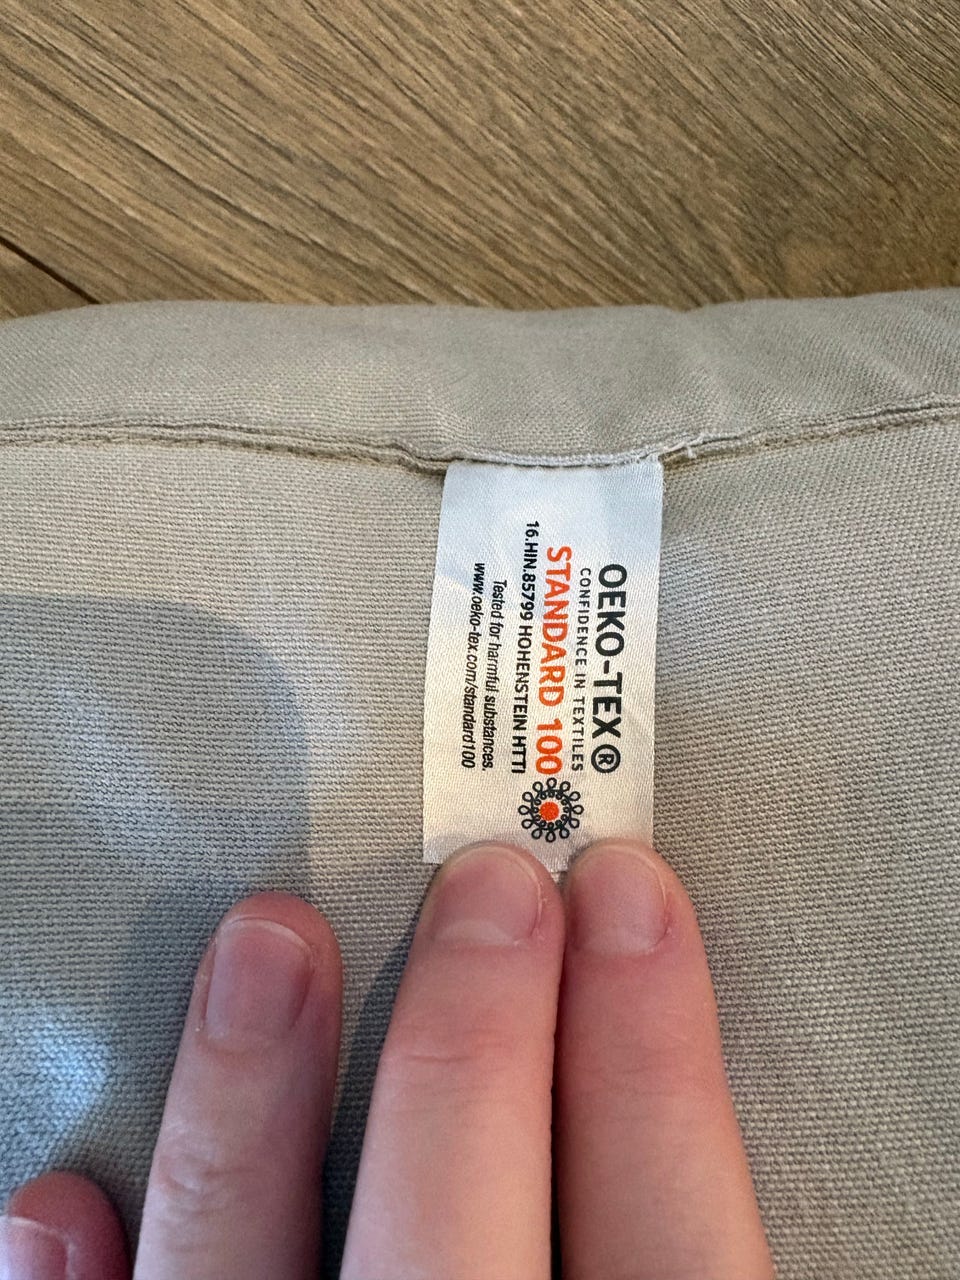 OEKO-TEX®
CONFIDENCE IN TEXTILES
STANDARD 100
16.HIN.85799 HOHENSTEIN HTTI
Tested for harmful substances.
www.oeko-tex.com/standard100